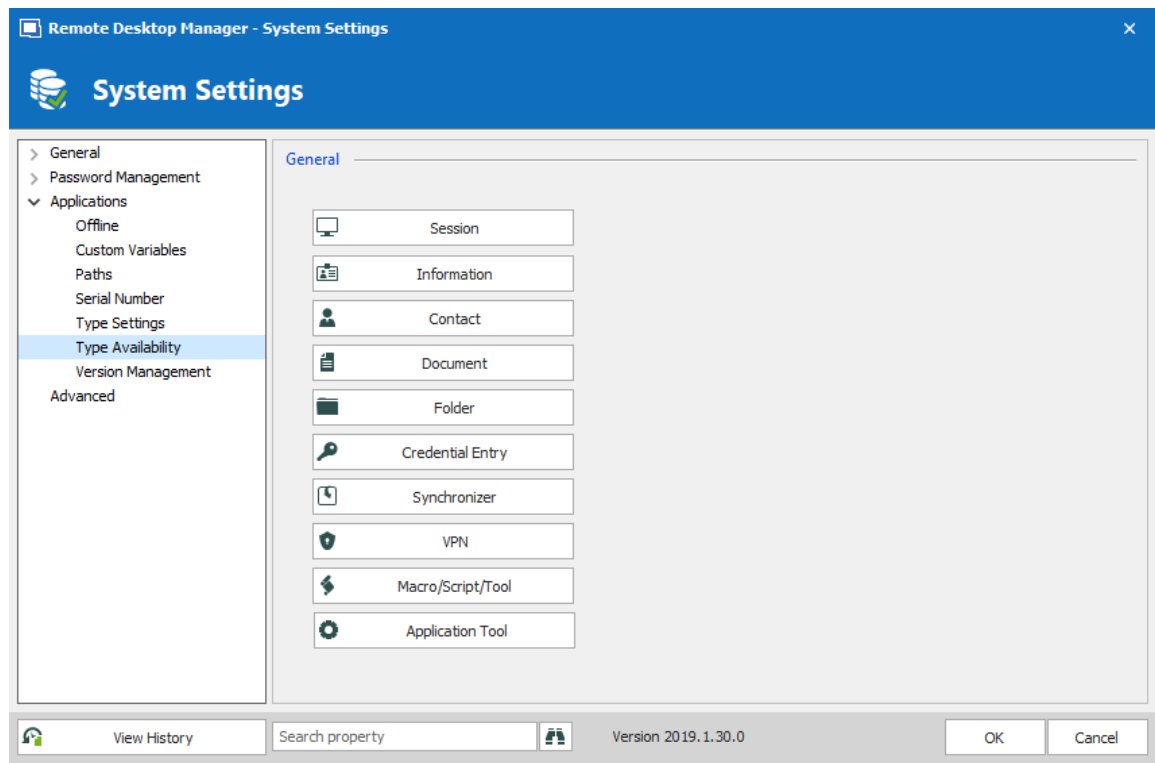 Remote Desktop Manager - System Settings
System Settings
General
Password Management
Applications
Offline
Custom Variables
Paths
Serial Number
Type Settings
Type Availability
Version Management
Advanced
General
Session
Information
Contact
Document
Folder
Credential Entry
Synchronizer
VPN
Macro/Script/Tool
Application Tool
View History
Search property
Version 2019.1.30.0
OK
Cancel